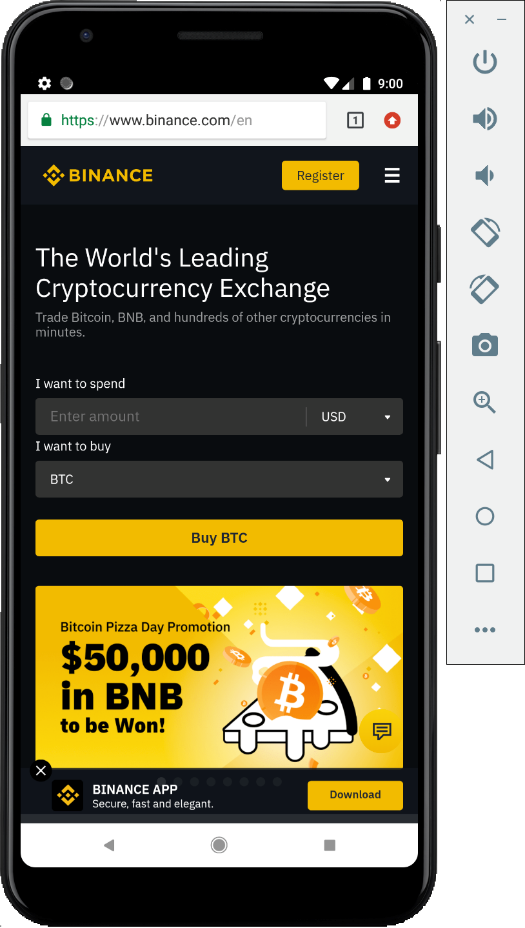 9:00
https://www.binance.com/en
1
BINANCE
Register
The World's Leading
Cryptocurrency Exchange
Trade Bitcoin, BNB, and hundreds of other cryptocurrencies in
minutes.
I want to spend
Enter amount
USD
I want to buy
BTC
Buy BTC
Bitcoin Pizza Day Promotion
$50,000
in BNB
to be Won!
BINANCE APP
Secure, fast and elegant.
Download